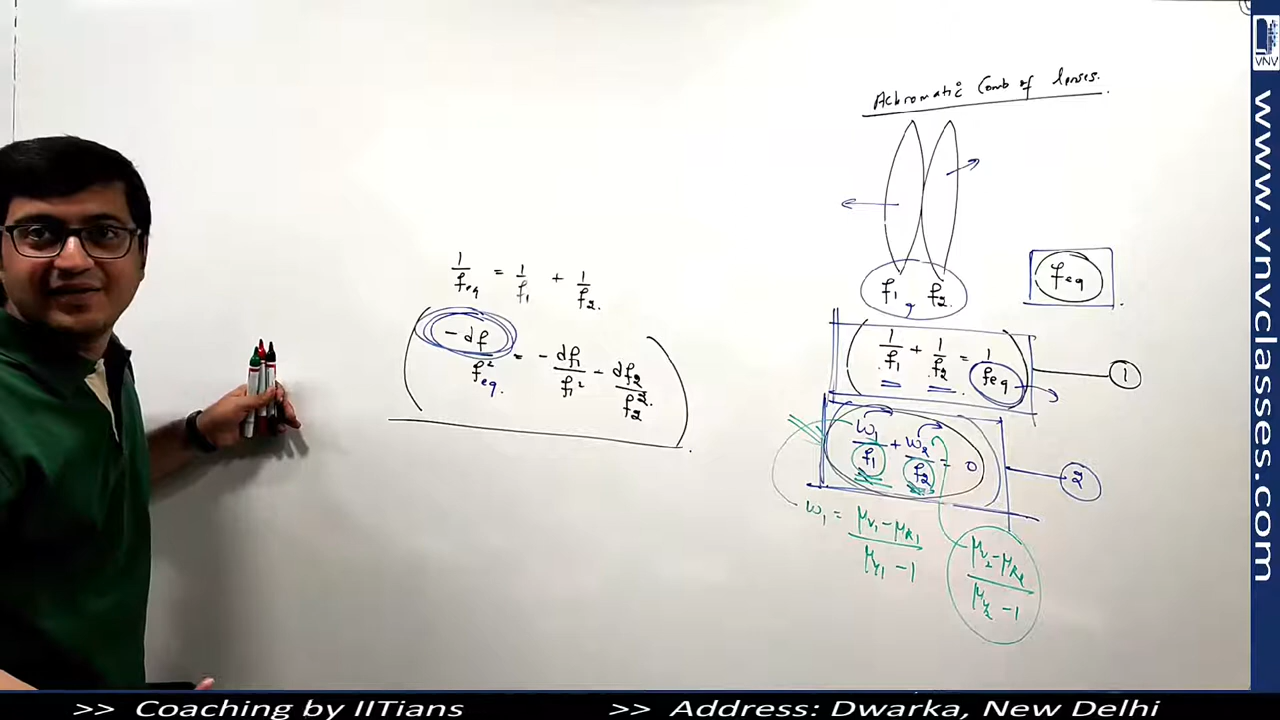 Achromatic Comb of lenses.
f₁, f₂
feq
1/feq = 1/f₁ + 1/f₂.
-df/f²eq. = -df₁/f₁² - df₂/f₂².
1/f₁ + 1/f₂ = 1/feq
1
ω₁/f₁ + ω₂/f₂ = 0
2
ω₁ = μV₁-μR₁/μy₁ - 1
μV₂-μR₂/μy₂ - 1
VNV
www.vnvclasses.com
>> Coaching by IITians >> Address: Dwarka, New Delhi